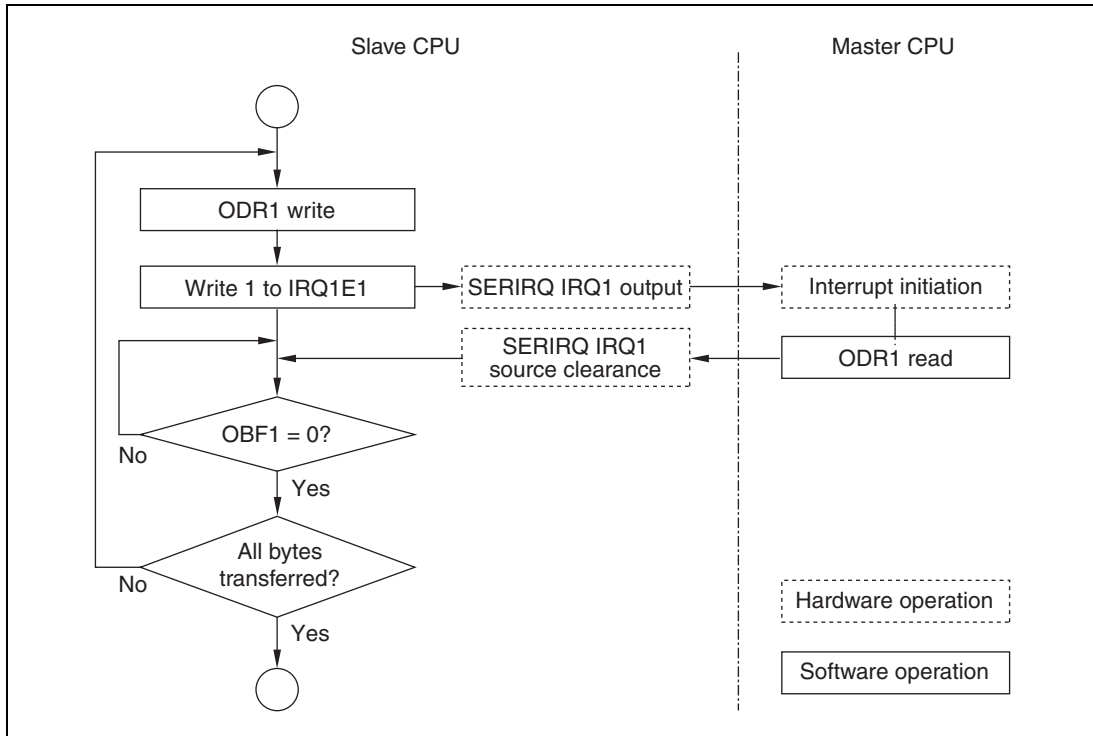 Slave CPU
Master CPU
ODR1 write
Write 1 to IRQ1E1
SERIRQ IRQ1 output
Interrupt initiation
SERIRQ IRQ1
source clearance
ODR1 read
OBF1 = 0?
No
Yes
All bytes
transferred?
No
Yes
Hardware operation
Software operation